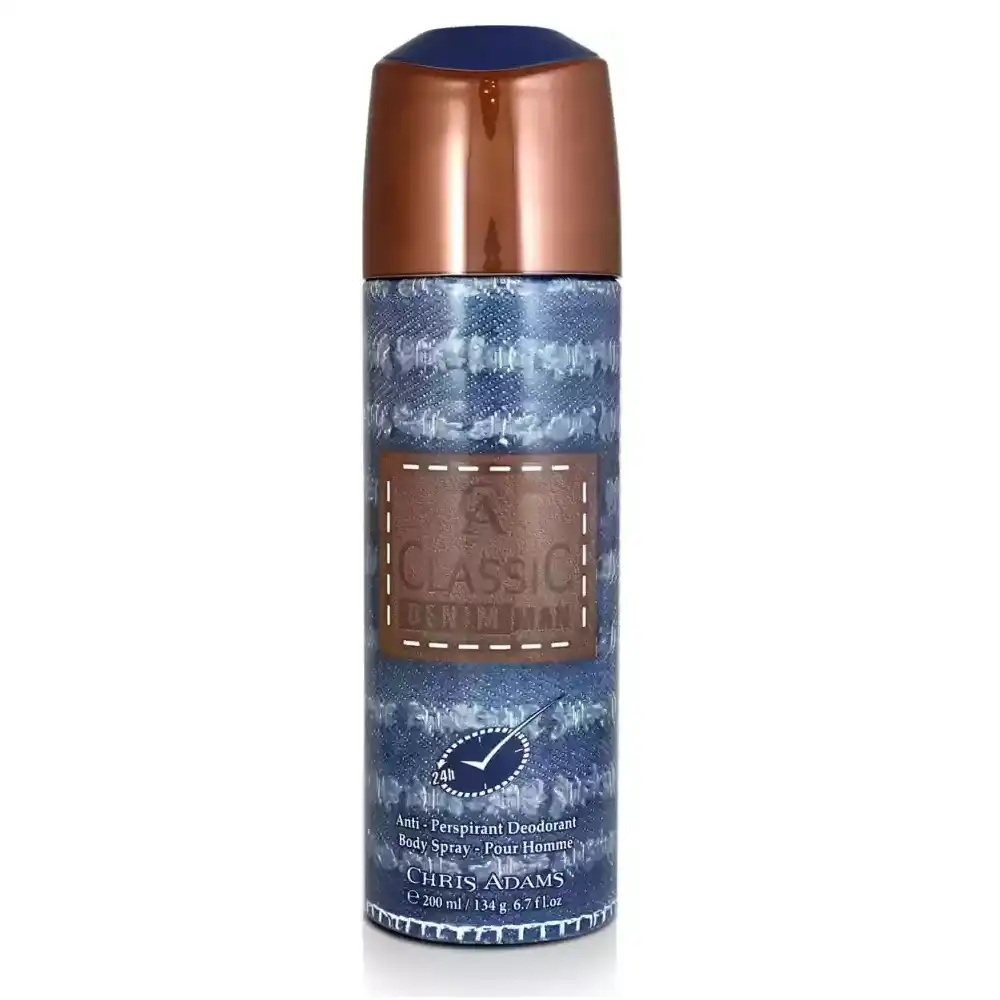 CA
CLASSIC
DENIM MAN
24h
Anti - Perspirant Deodorant
Body Spray - Pour Homme
CHRIS ADAMS
℮ 200 ml / 134 g. 6.7 fl.oz